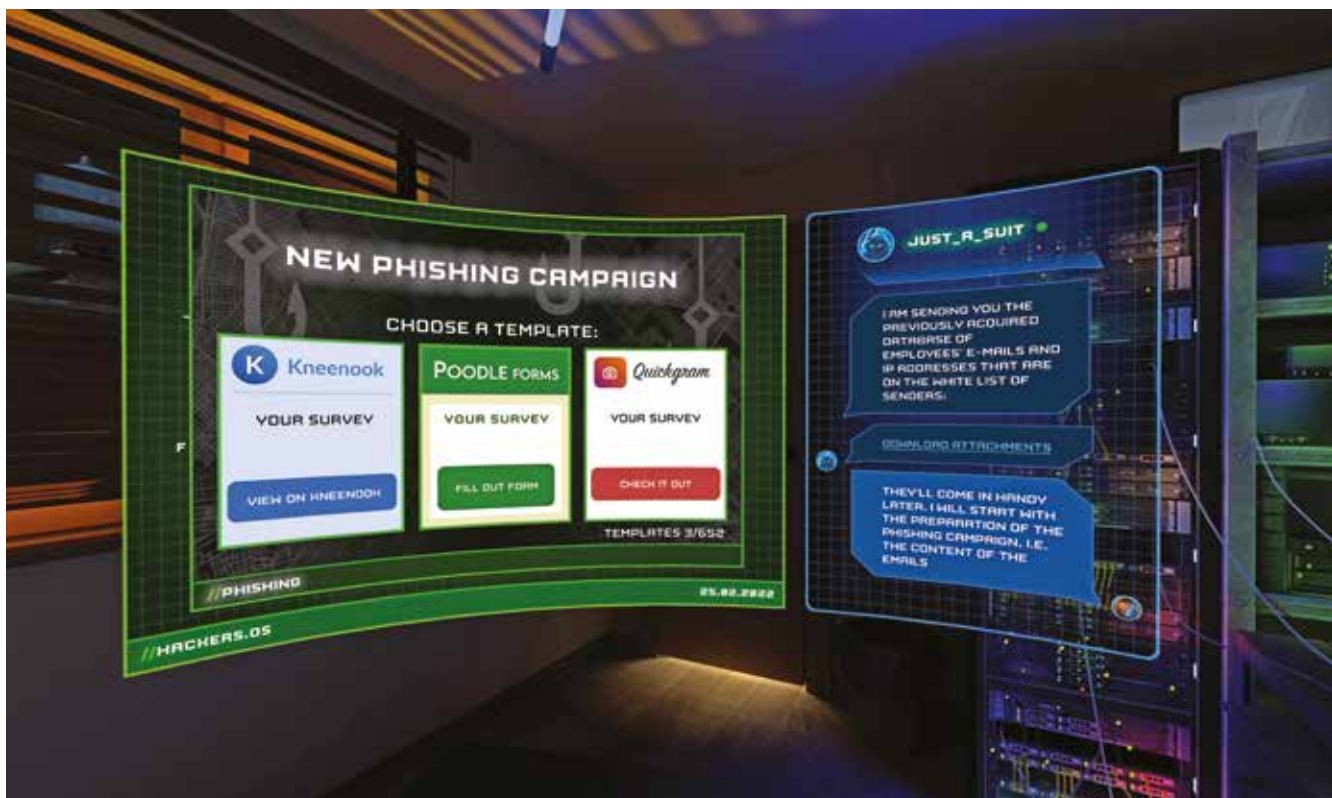 NEW PHISHING CAMPAIGN
CHOOSE A TEMPLATE:
K Kneenook
YOUR SURVEY
VIEW ON KNEENOOK
POODLE FORMS
YOUR SURVEY
FILL OUT FORM
Quickgram
YOUR SURVEY
CHECK IT OUT
TEMPLATES 3/652
//PHISHING
25.02.2022
//HACKERS.OS
F
JUST_A_SUIT
I AM SENDING YOU THE
PREVIOUSLY ACQUIRED
DATABASE OF
EMPLOYEES' E-MAILS AND
IP ADDRESSES THAT ARE
ON THE WHITE LIST OF
SENDERS:
DOWNLOAD ATTACHMENTS
THEY'LL COME IN HANDY
LATER. I WILL START WITH
THE PREPARATION OF THE
PHISHING CAMPAIGN, I.E.
THE CONTENT OF THE
EMAILS